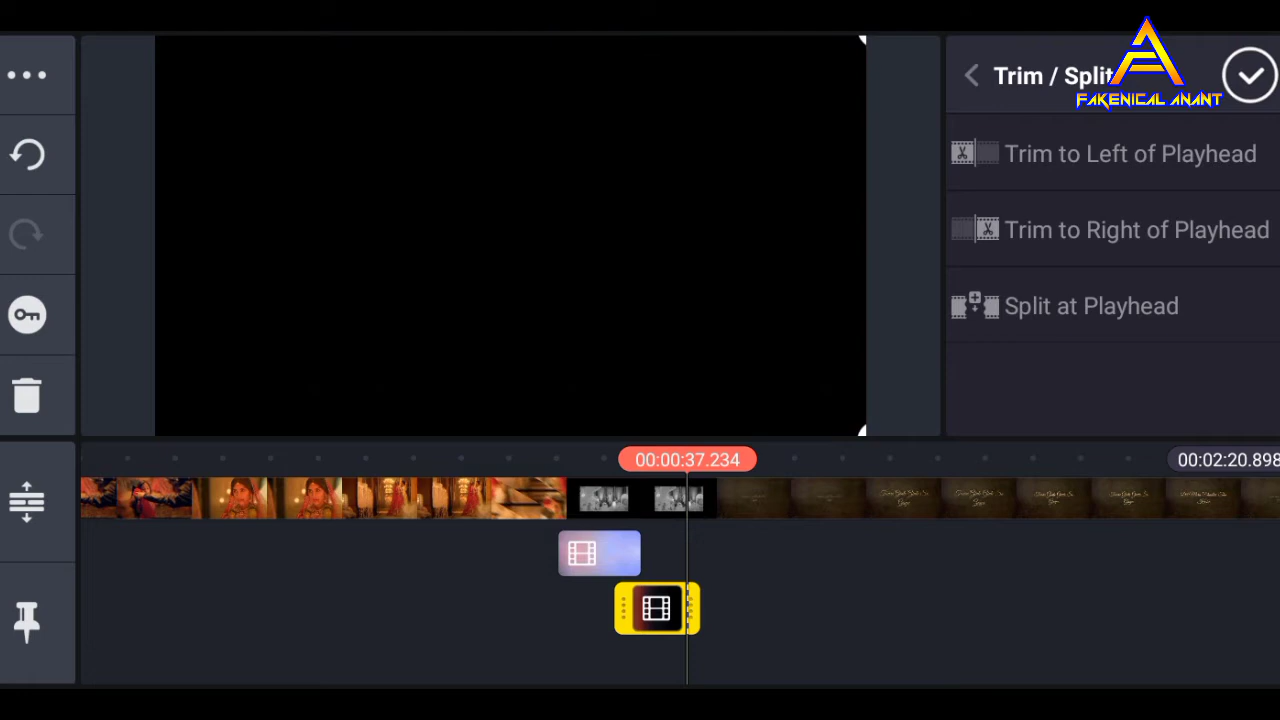 Trim / Split
FAKENICAL ANANT
Trim to Left of Playhead
Trim to Right of Playhead
Split at Playhead
00:00:37.234
00:02:20.898